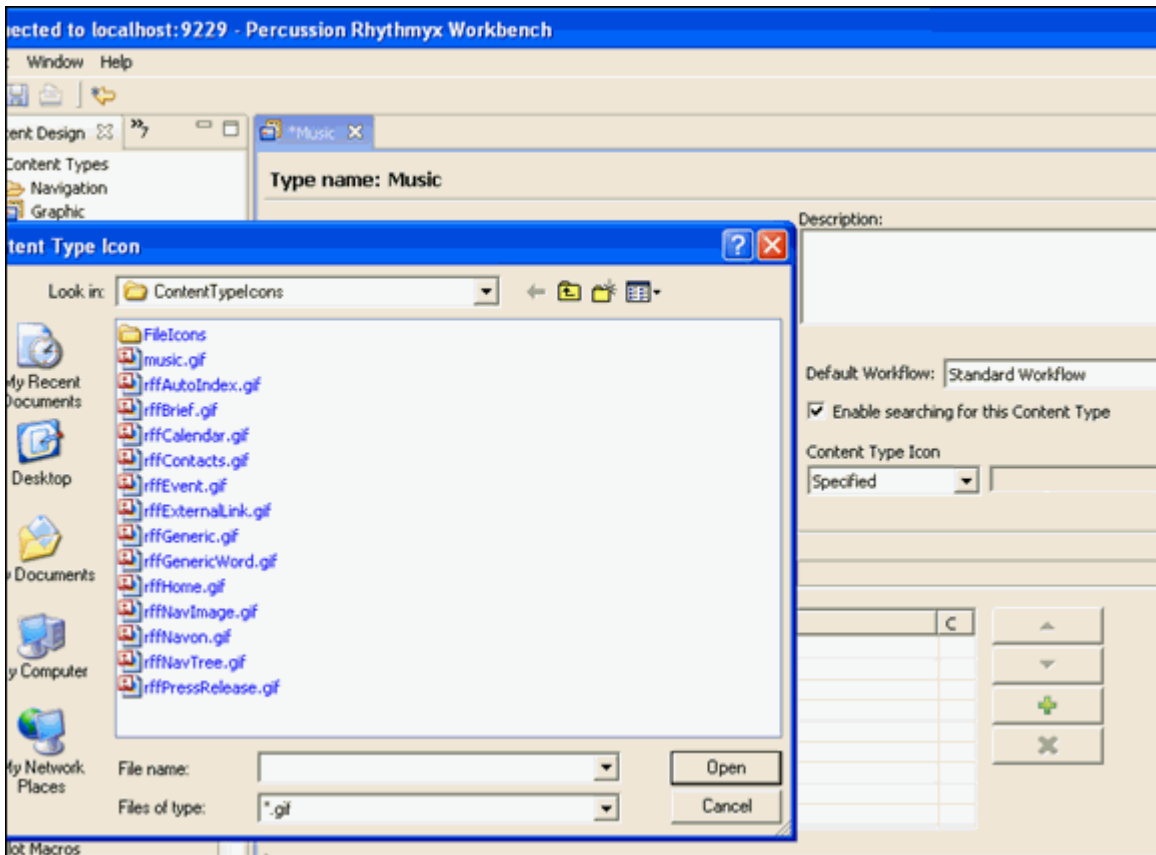 nected to localhost:9229 - Percussion Rhythmyx Workbench
Window Help
tent Design
*Music
Content Types
Navigation
Graphic
Type name: Music
Description:
tent Type Icon
Look in: ContentTypeIcons
FileIcons
music.gif
rffAutoIndex.gif
rffBrief.gif
rffCalendar.gif
rffContacts.gif
rffEvent.gif
rffExternalLink.gif
rffGeneric.gif
rffGenericWord.gif
rffHome.gif
rffNavImage.gif
rffNavon.gif
rffNavTree.gif
rffPressRelease.gif
My Recent
Documents
Desktop
y Documents
y Computer
My Network
Places
File name:
Open
Files of type: *.gif
Cancel
Default Workflow: Standard Workflow
Enable searching for this Content Type
Content Type Icon
Specified
C
lot Macros